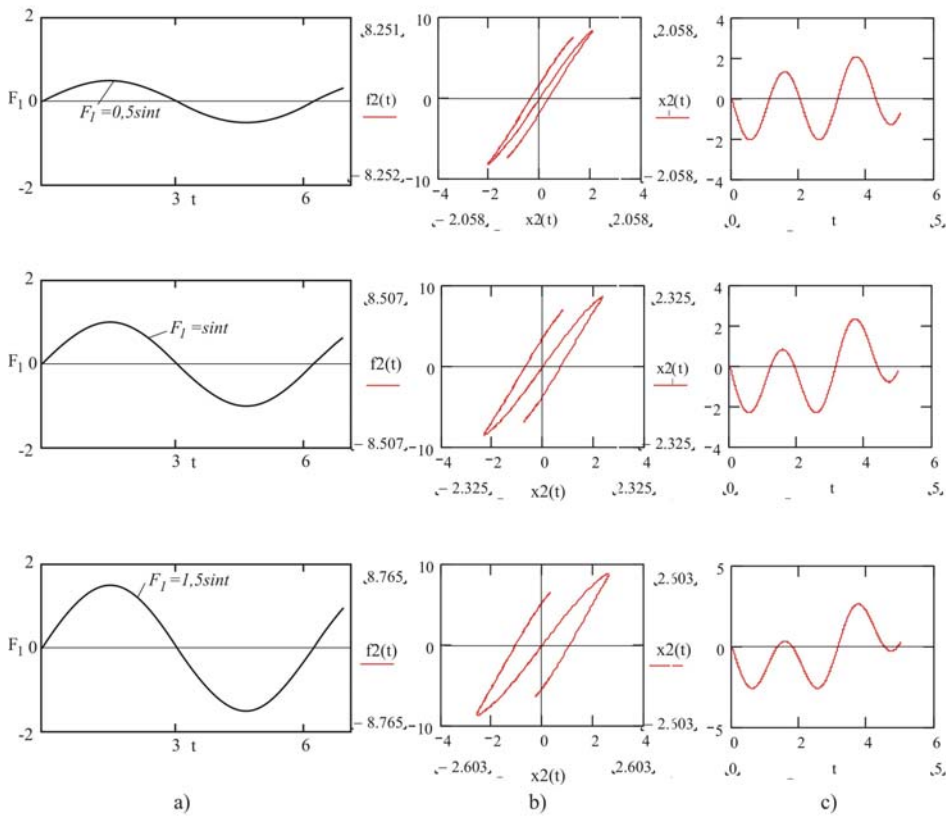 2
F1 0
-2
F1=0,5sint
3 t 6
8.251
f2(t)
− 8.252
10
0
−10
−4 −2 0 2 4
− 2.058 x2(t) 2.058
2.058
x2(t)
−2.058
4
2
0
−2
−4
0 2 4 6
0 t 5
2
F1 0
-2
F1=sint
3 t 6
8.507
f2(t)
− 8.507
10
0
−10
−4 −2 0 2 4
− 2.325 x2(t) 2.325
2.325
x2(t)
−2.325
4
2
0
−2
−4
0 2 4 6
0 t 5
2
F1 0
-2
F1=1,5sint
3 t 6
8.765
f2(t)
− 8.765
10
0
−10
−4 −2 0 2 4
− 2.603 x2(t) 2.603
2.503
x2(t)
−2.503
5
0
−5
0 2 4 6
0 t 5
a) b) c)